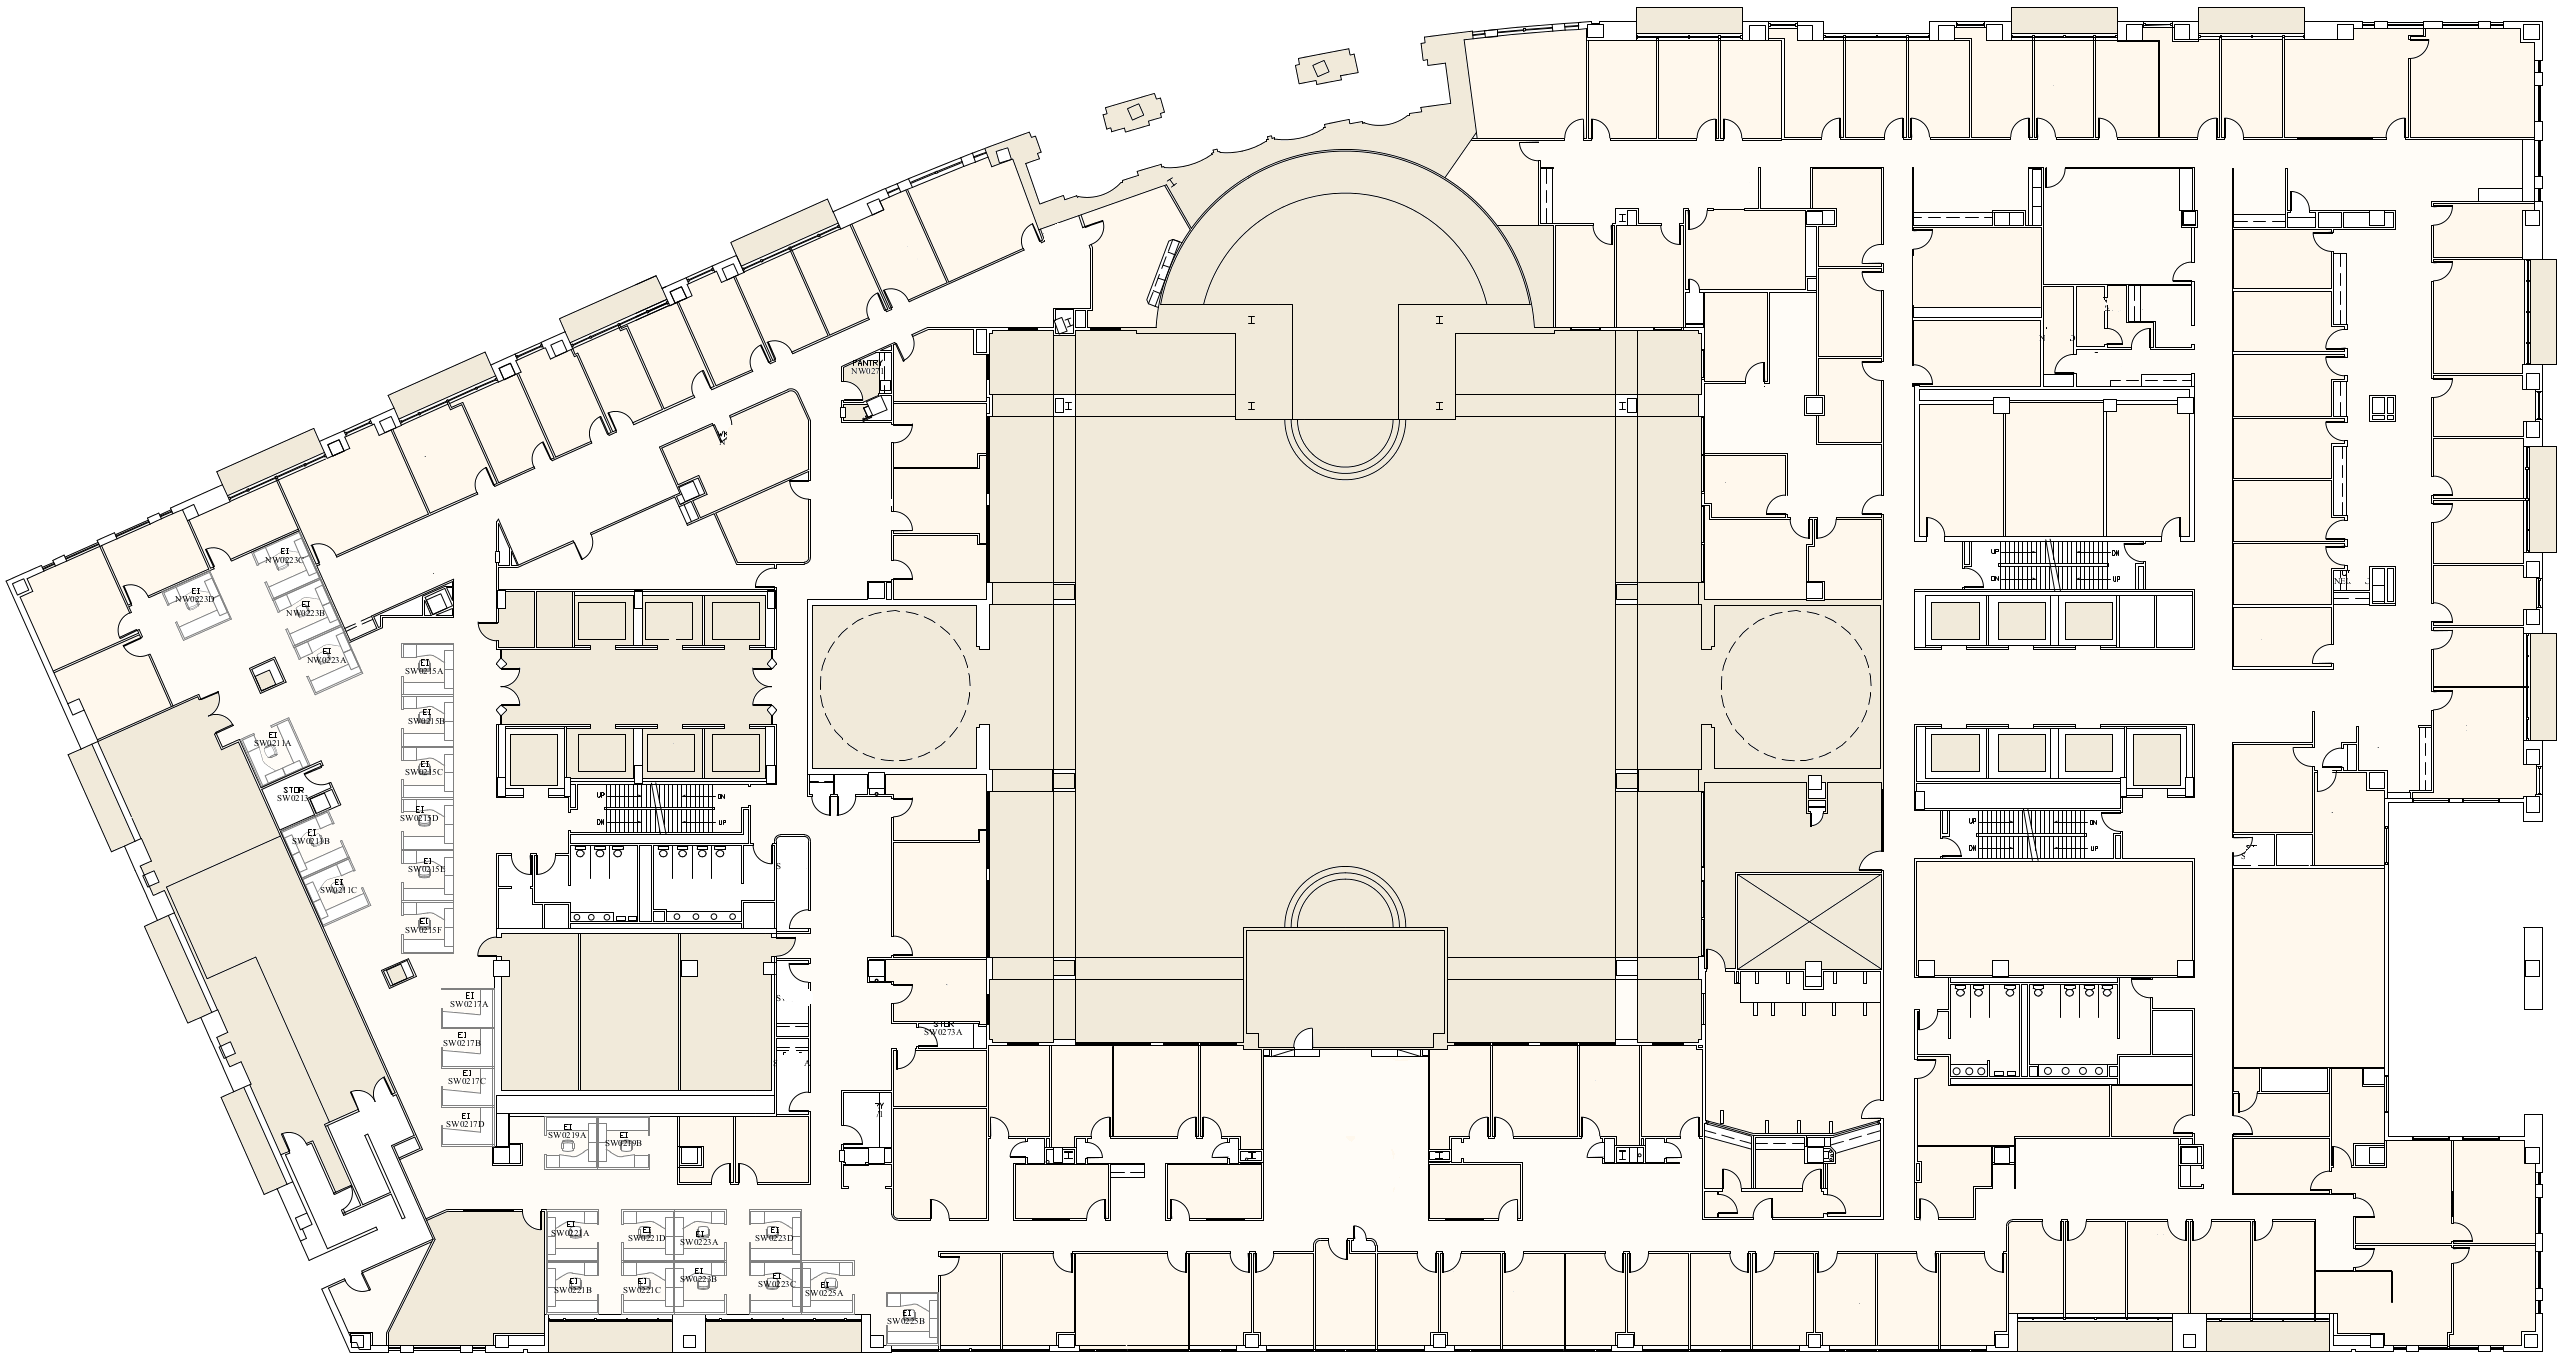 PANTRY
NW0271
EI
NW0223C
EI
NW0223D
EI
NW0223B
EI
NW0223A
EI
SW0215A
EI
SW0215B
EI
SW0211A
EI
SW0215C
STOR
SW0213
EI
SW0215D
EI
SW0211B
EI
SW0215E
EI
SW0211C
EI
SW0215F
UP
DN
DN
UP
UP
DN
DN
UP
UP
DN
DN
UP
EI
SW0217A
EI
SW0217B
EI
SW0217C
EI
SW0217D
STOR
SW0273A
EI
SW0219A
EI
SW0219B
EI
SW0221A
EI
SW0221D
EI
SW0223A
EI
SW0223D
EI
SW0221B
EI
SW0221C
EI
SW0223B
EI
SW0223C
EI
SW0225A
EI
SW0225B